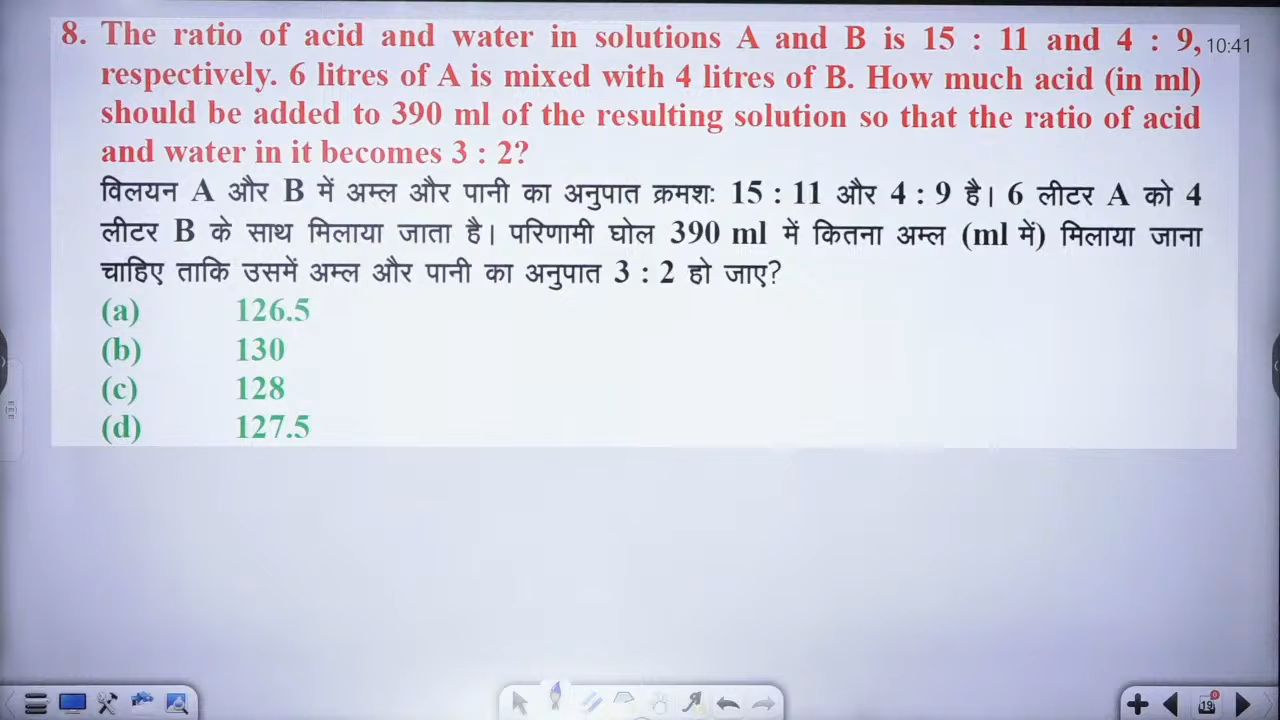 8. The ratio of acid and water in solutions A and B is 15 : 11 and 4 : 9,
10:41
respectively. 6 litres of A is mixed with 4 litres of B. How much acid (in ml)
should be added to 390 ml of the resulting solution so that the ratio of acid
and water in it becomes 3 : 2?
विलयन A और B में अम्ल और पानी का अनुपात क्रमशः 15 : 11 और 4 : 9 है। 6 लीटर A को 4
लीटर B के साथ मिलाया जाता है। परिणामी घोल 390 ml में कितना अम्ल (ml में) मिलाया जाना
चाहिए ताकि उसमें अम्ल और पानी का अनुपात 3 : 2 हो जाए?
(a) 126.5
(b) 130
(c) 128
(d) 127.5
19